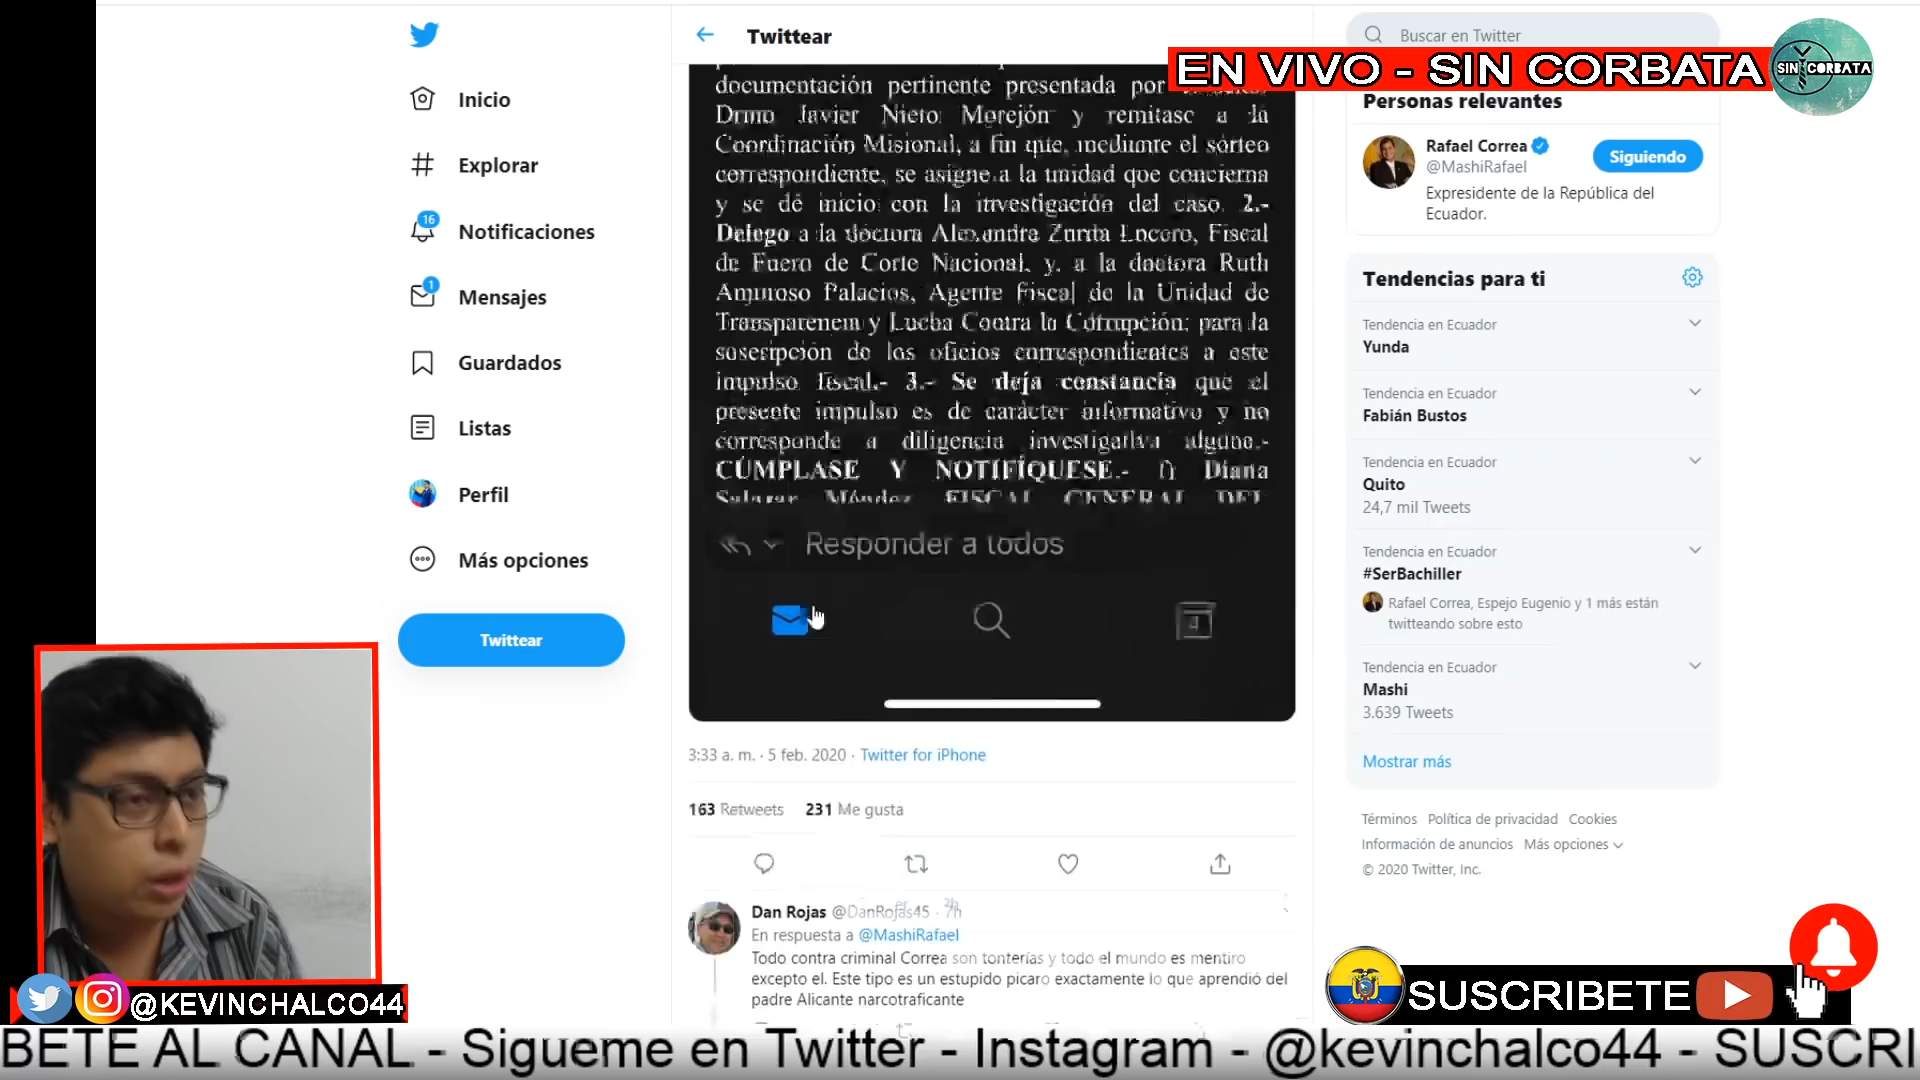 Twittear
Buscar en Twitter
EN VIVO - SIN CORBATA
SIN CORBATA
Inicio
Explorar
16
Notificaciones
1
Mensajes
Guardados
Listas
Perfil
Más opciones
Twittear
documentación pertinente presentada por
Javier Nieto Morejón y remitase a la
Coordinación Misional, a fin que, mediante el sorteo
correspondiente, se asigne a la unidad que concierna
y se dé inicio con la investigación del caso. 2.-
Delego a la doctora Alexandra Zurita Lucero, Fiscal
de Fuero de Corte Nacional, y, a la doctora Ruth
Amoroso Palacios, Agente Fiscal de la Unidad de
Transparencia y Lucha Contra la Corrupción; para la
suscripción de los oficios correspondientes a este
impulso fiscal.- 3.- Se deja constancia que el
presente impulso es de carácter informativo y no
corresponde a diligencia investigativa alguna.-
CÚMPLASE Y NOTIFÍQUESE.- f) Diana
Salazar Méndez FISCAL GENERAL DEL
Responder a todos
3:33 a. m. · 5 feb. 2020 · Twitter for iPhone
163 Retweets 231 Me gusta
Dan Rojas @DanRojas45 · 7h
En respuesta a @MashiRafael
Todo contra criminal Correa son tonterías y todo el mundo es mentiro
excepto el. Este tipo es un estupido picaro exactamente lo que aprendió del
padre Alicante narcotraficante
Personas relevantes
Rafael Correa
@MashiRafael
Siguiendo
Expresidente de la República del
Ecuador.
Tendencias para ti
Tendencia en Ecuador
Yunda
Tendencia en Ecuador
Fabián Bustos
Tendencia en Ecuador
Quito
24,7 mil Tweets
Tendencia en Ecuador
#SerBachiller
Rafael Correa, Espejo Eugenio y 1 más están
twitteando sobre esto
Tendencia en Ecuador
Mashi
3.639 Tweets
Mostrar más
Términos Política de privacidad Cookies
Información de anuncios Más opciones
© 2020 Twitter, Inc.
@KEVINCHALCO44
SUSCRIBETE
BETE AL CANAL - Sigueme en Twitter - Instagram - @kevinchalco44 - SUSCRI